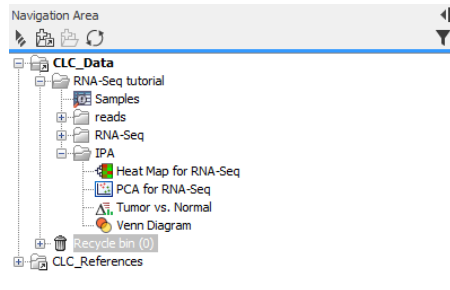 Navigation Area
CLC_Data
RNA-Seq tutorial
Samples
reads
RNA-Seq
IPA
Heat Map for RNA-Seq
PCA for RNA-Seq
Tumor vs. Normal
Venn Diagram
Recycle bin (0)
CLC_References